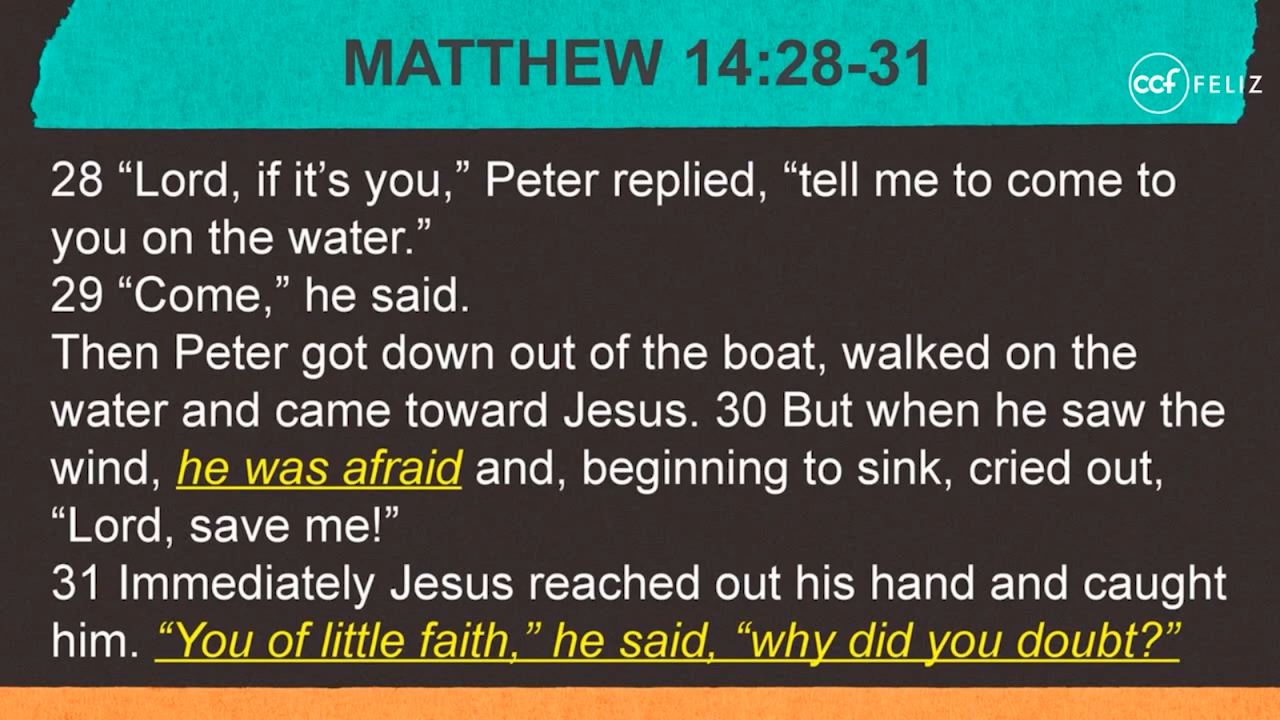 MATTHEW 14:28-31
ccf FELIZ
28 “Lord, if it’s you,” Peter replied, “tell me to come to
you on the water.”
29 “Come,” he said.
Then Peter got down out of the boat, walked on the
water and came toward Jesus. 30 But when he saw the
wind, he was afraid and, beginning to sink, cried out,
“Lord, save me!”
31 Immediately Jesus reached out his hand and caught
him. “You of little faith,” he said, “why did you doubt?”